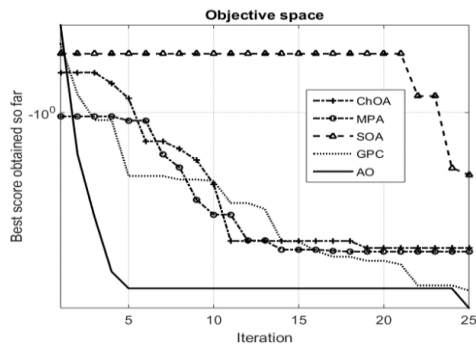 Objective space
Best score obtained so far
-10^0
ChOA
MPA
SOA
GPC
AO
5
10
15
20
25
Iteration